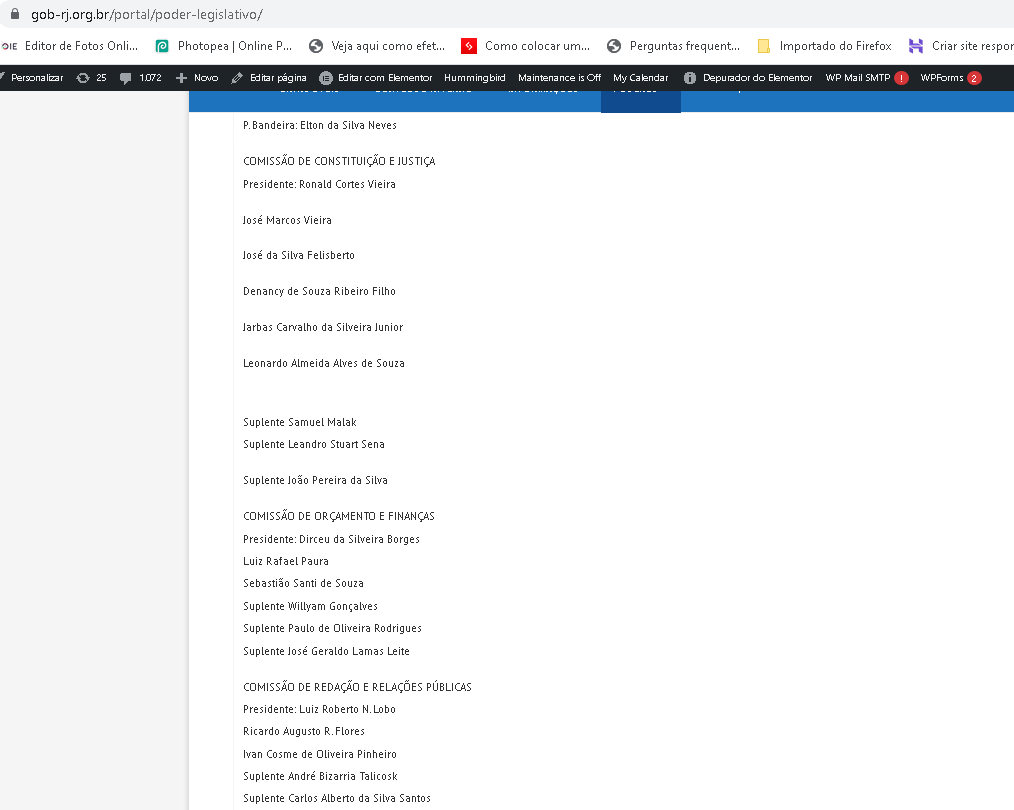 gob-rj.org.br/portal/poder-legislativo/
DIE Editor de Fotos Onli... Photopea | Online P... Veja aqui como efet... Como colocar um... Perguntas frequent... Importado do Firefox Criar site respon
Personalizar 25 1.072 Novo Editar página Editar com Elementor Hummingbird Maintenance is Off My Calendar Depurador do Elementor WP Mail SMTP ! WPForms 2
P.Bandeira: Elton da Silva Neves
COMISSÃO DE CONSTITUIÇÃO E JUSTIÇA
Presidente: Ronald Cortes Vieira
José Marcos Vieira
José da Silva Felisberto
Denancy de Souza Ribeiro Filho
Jarbas Carvalho da Silveira Junior
Leonardo Almeida Alves de Souza
Suplente Samuel Malak
Suplente Leandro Stuart Sena
Suplente João Pereira da Silva
COMISSÃO DE ORÇAMENTO E FINANÇAS
Presidente: Dirceu da Silveira Borges
Luiz Rafael Paura
Sebastião Santi de Souza
Suplente Willyam Gonçalves
Suplente Paulo de Oliveira Rodrigues
Suplente José Geraldo Lamas Leite
COMISSÃO DE REDAÇÃO E RELAÇÕES PÚBLICAS
Presidente: Luiz Roberto N.Lobo
Ricardo Augusto R.Flores
Ivan Cosme de Oliveira Pinheiro
Suplente André Bizarria Talicosk
Suplente Carlos Alberto da Silva Santos